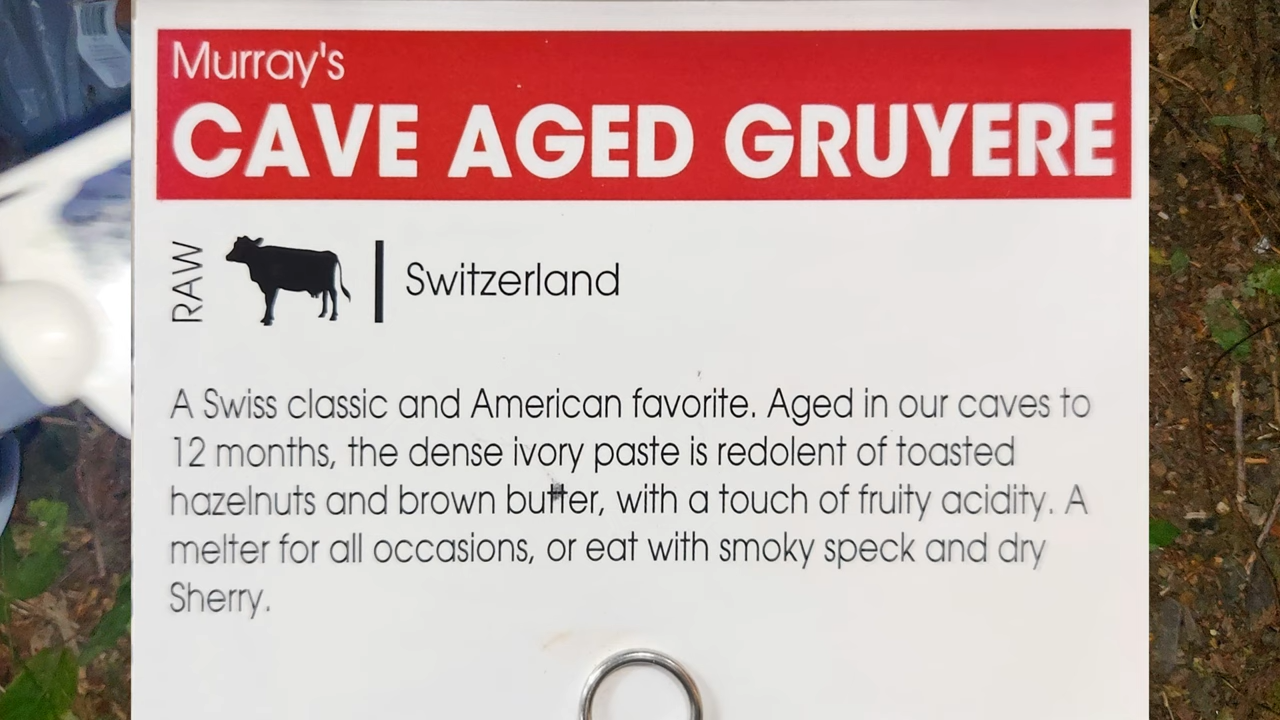 Murray's
CAVE AGED GRUYERE
RAW
Switzerland
A Swiss classic and American favorite. Aged in our caves to
12 months, the dense ivory paste is redolent of toasted
hazelnuts and brown butter, with a touch of fruity acidity. A
melter for all occasions, or eat with smoky speck and dry
Sherry.